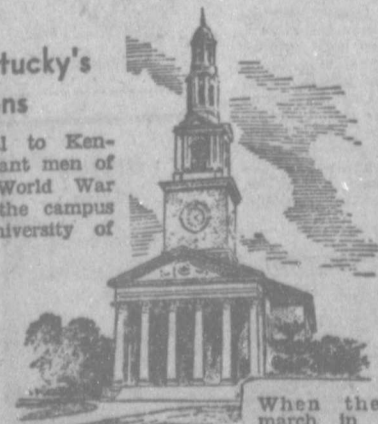 tucky's
ns
l to Ken-
ant men of
World War
the campus
niversity of
When the
march in